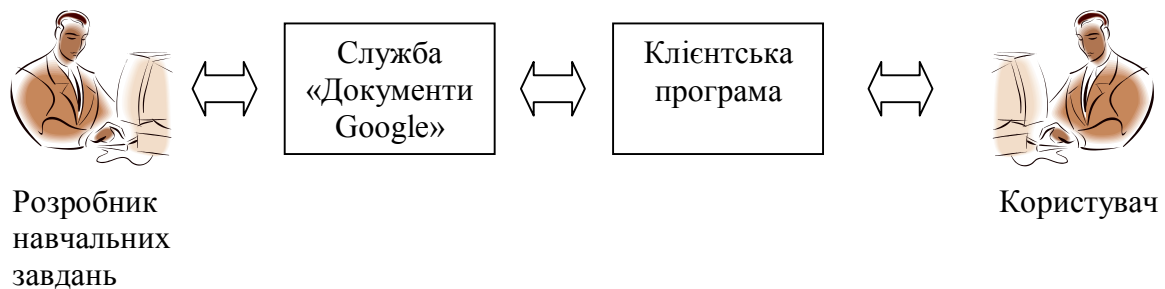 Служба
«Документи
Google»
Клієнтська
програма
Розробник
навчальних
завдань
Користувач